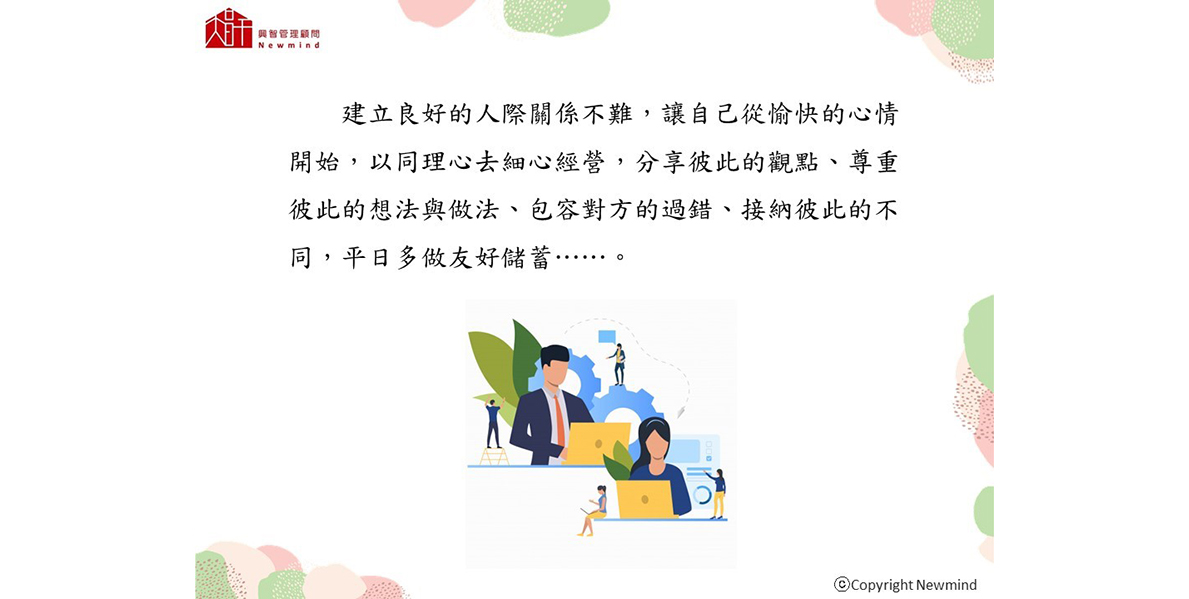 興智管理顧問
Newmind
建立良好的人際關係不難，讓自己從愉快的心情
開始，以同理心去細心經營，分享彼此的觀點、尊重
彼此的想法與做法、包容對方的過錯、接納彼此的不
同，平日多做友好儲蓄……。
ⓒCopyright Newmind